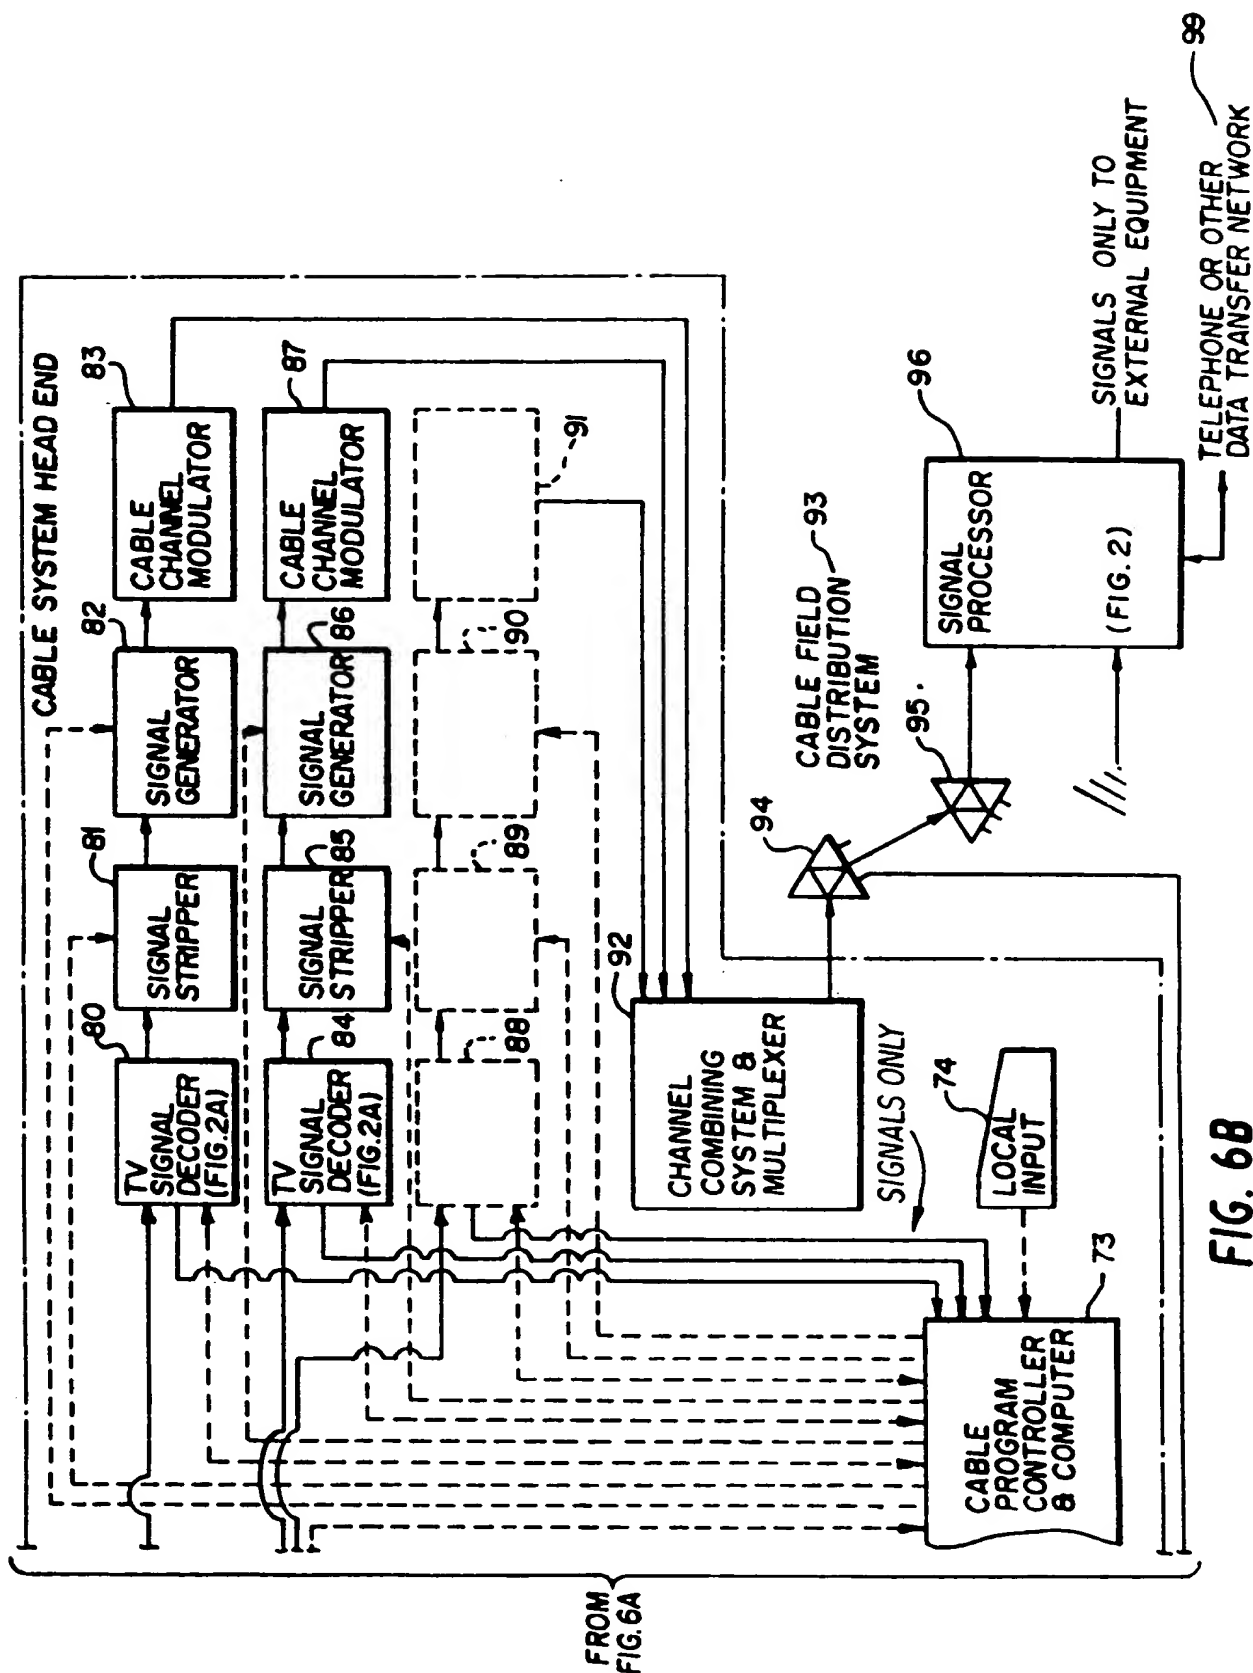 FROM
FIG. 6A
CABLE SYSTEM HEAD END
80
TV
SIGNAL
DECODER
(FIG.2A)
81
SIGNAL
STRIPPER
82
SIGNAL
GENERATOR
83
CABLE
CHANNEL
MODULATOR
84
TV
SIGNAL
DECODER
(FIG.2A)
85
SIGNAL
STRIPPER
86
SIGNAL
GENERATOR
87
CABLE
CHANNEL
MODULATOR
88
89
90
91
92
CHANNEL
COMBINING
SYSTEM &
MULTIPLEXER
SIGNALS ONLY
74
LOCAL
INPUT
73
CABLE
PROGRAM
CONTROLLER
& COMPUTER
94
CABLE FIELD
DISTRIBUTION
SYSTEM
93
95
96
SIGNAL
PROCESSOR
(FIG. 2)
SIGNALS ONLY TO
EXTERNAL EQUIPMENT
TELEPHONE OR OTHER
DATA TRANSFER NETWORK
99
FIG. 6B